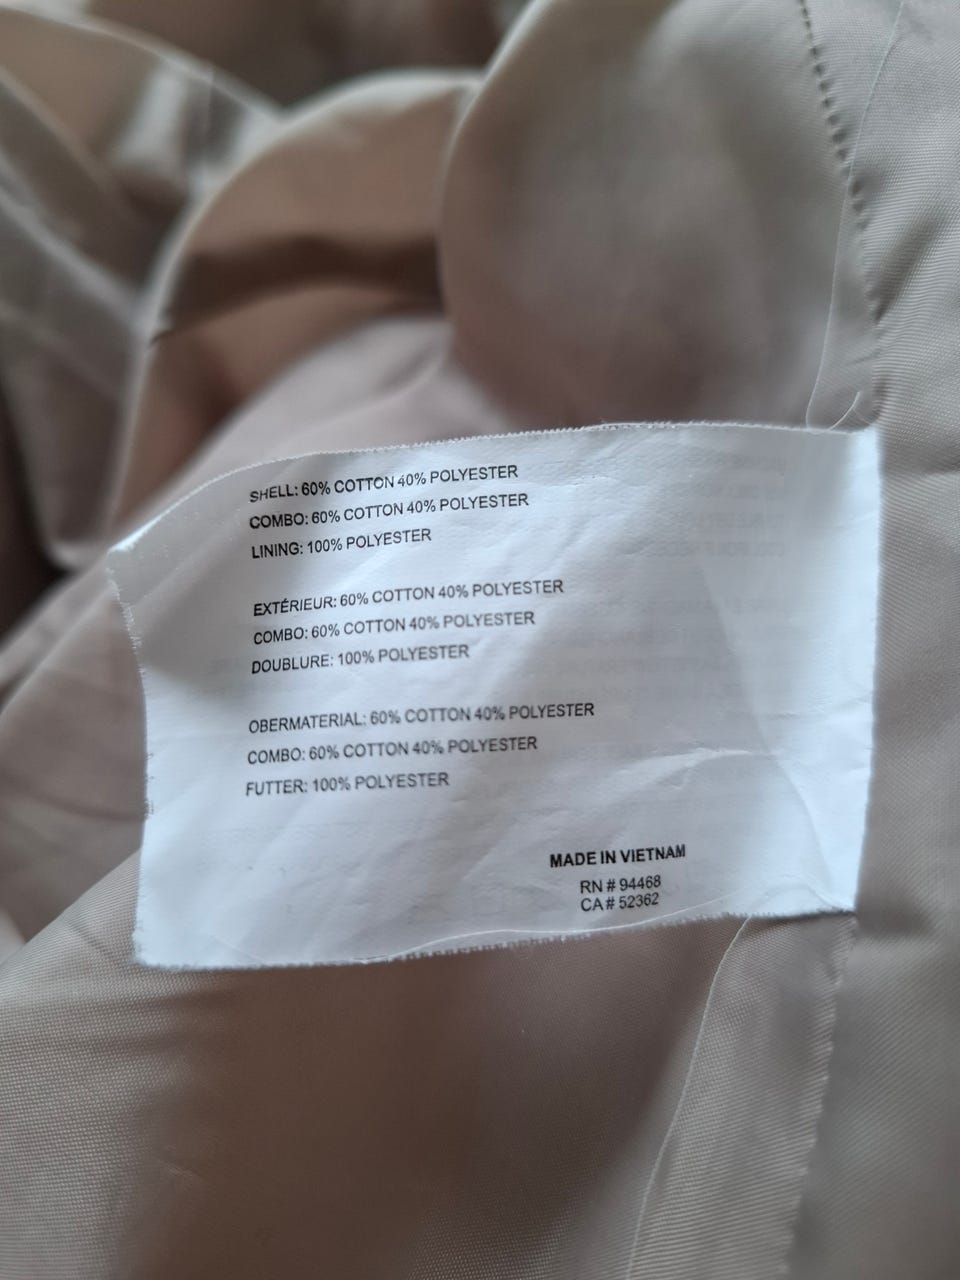 SHELL: 60% COTTON 40% POLYESTER
COMBO: 60% COTTON 40% POLYESTER
LINING: 100% POLYESTER
EXTÉRIEUR: 60% COTTON 40% POLYESTER
COMBO: 60% COTTON 40% POLYESTER
DOUBLURE: 100% POLYESTER
OBERMATERIAL: 60% COTTON 40% POLYESTER
COMBO: 60% COTTON 40% POLYESTER
FUTTER: 100% POLYESTER
MADE IN VIETNAM
RN # 94468
CA # 52362